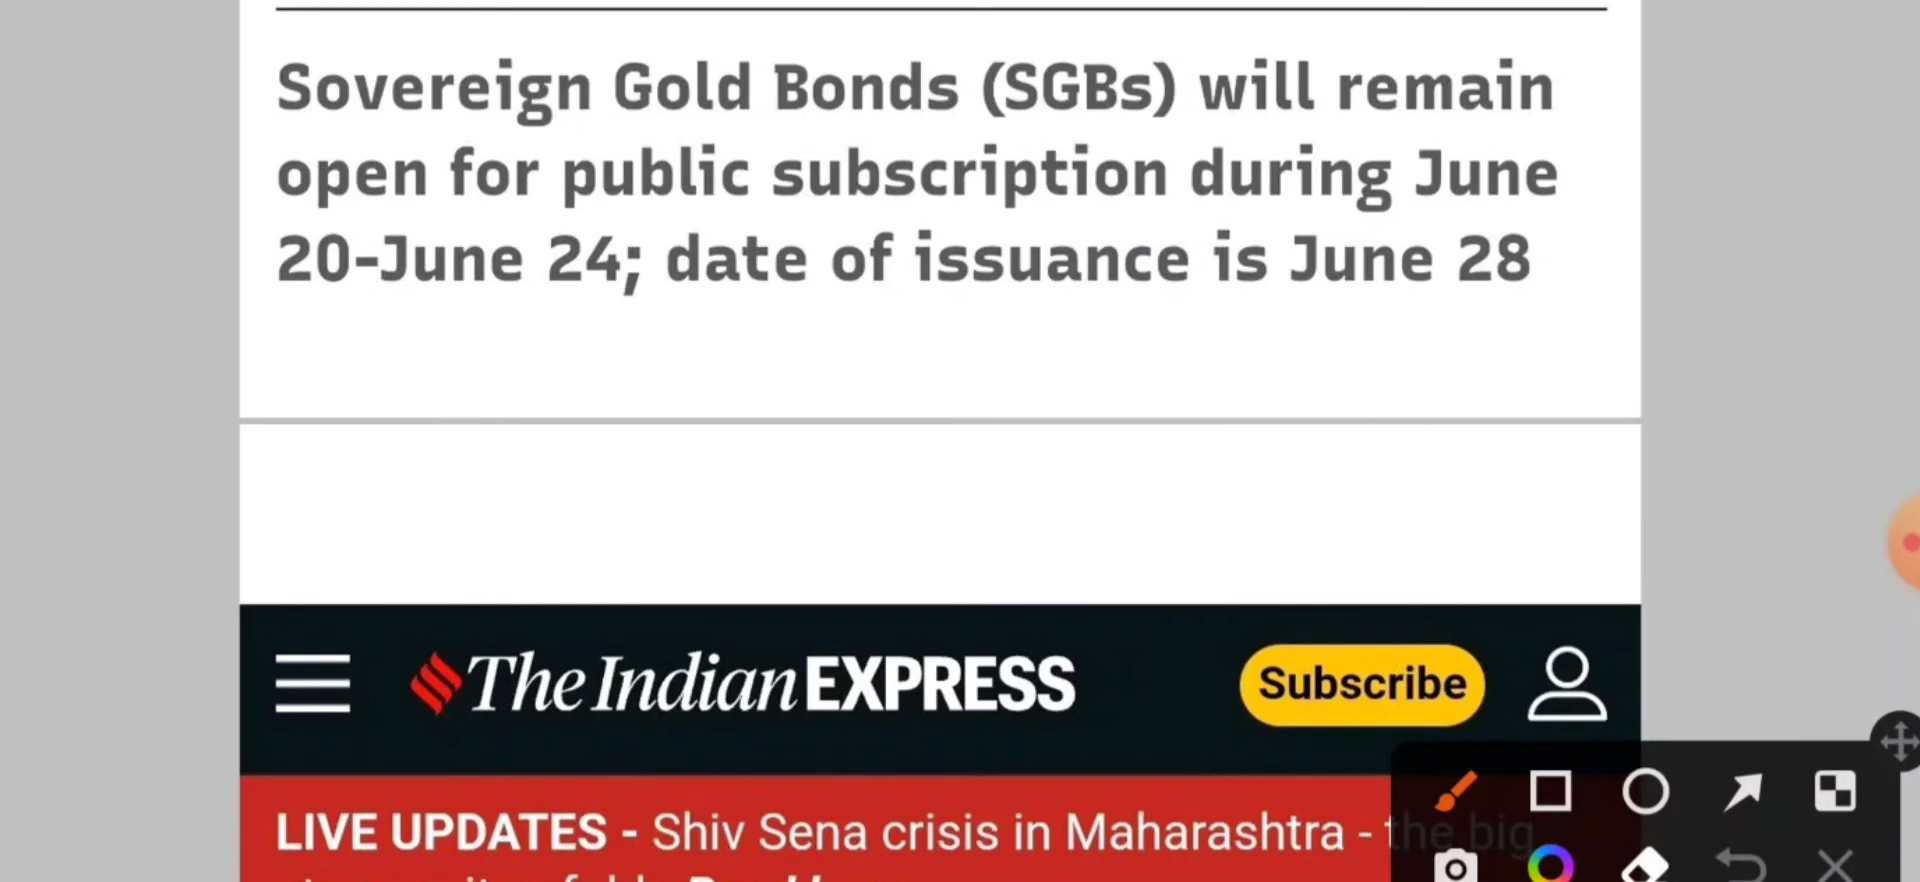 Sovereign Gold Bonds (SGBs) will remain
open for public subscription during June
20-June 24; date of issuance is June 28
The Indian EXPRESS
Subscribe
LIVE UPDATES - Shiv Sena crisis in Maharashtra - the big